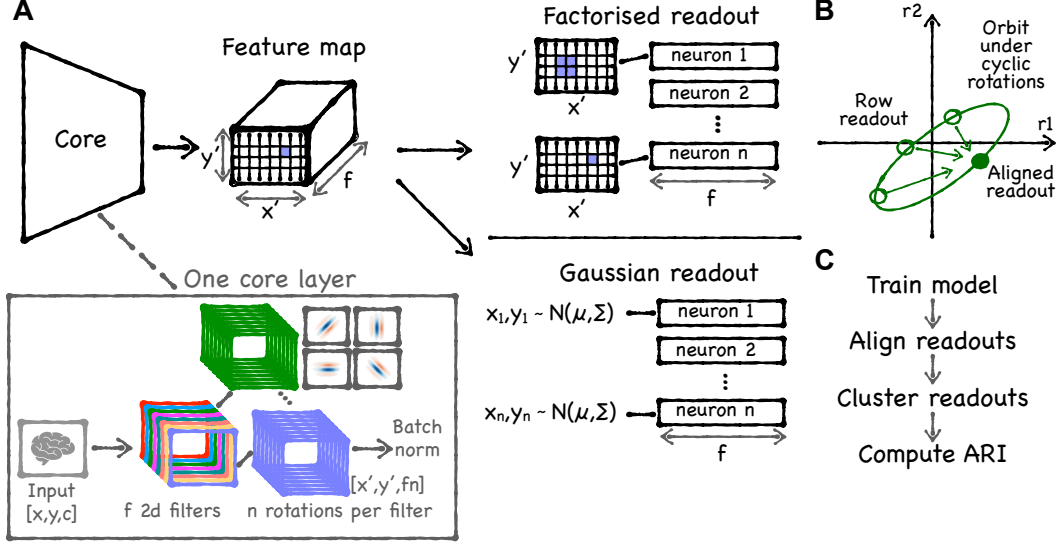 A
Feature map
Core
y′
x′
f
Factorised readout
y′
x′
neuron 1
neuron 2
y′
x′
neuron n
f
Gaussian readout
x₁,y₁ ~ N(μ,Σ)
neuron 1
neuron 2
xₙ,yₙ ~ N(μ,Σ)
neuron n
f
One core layer
Input
[x,y,c]
f 2d filters
n rotations per filter
[x′,y′,fn]
Batch
norm
B
r2
r1
Orbit
under
cyclic
rotations
Row
readout
Aligned
readout
C
Train model
Align readouts
Cluster readouts
Compute ARI